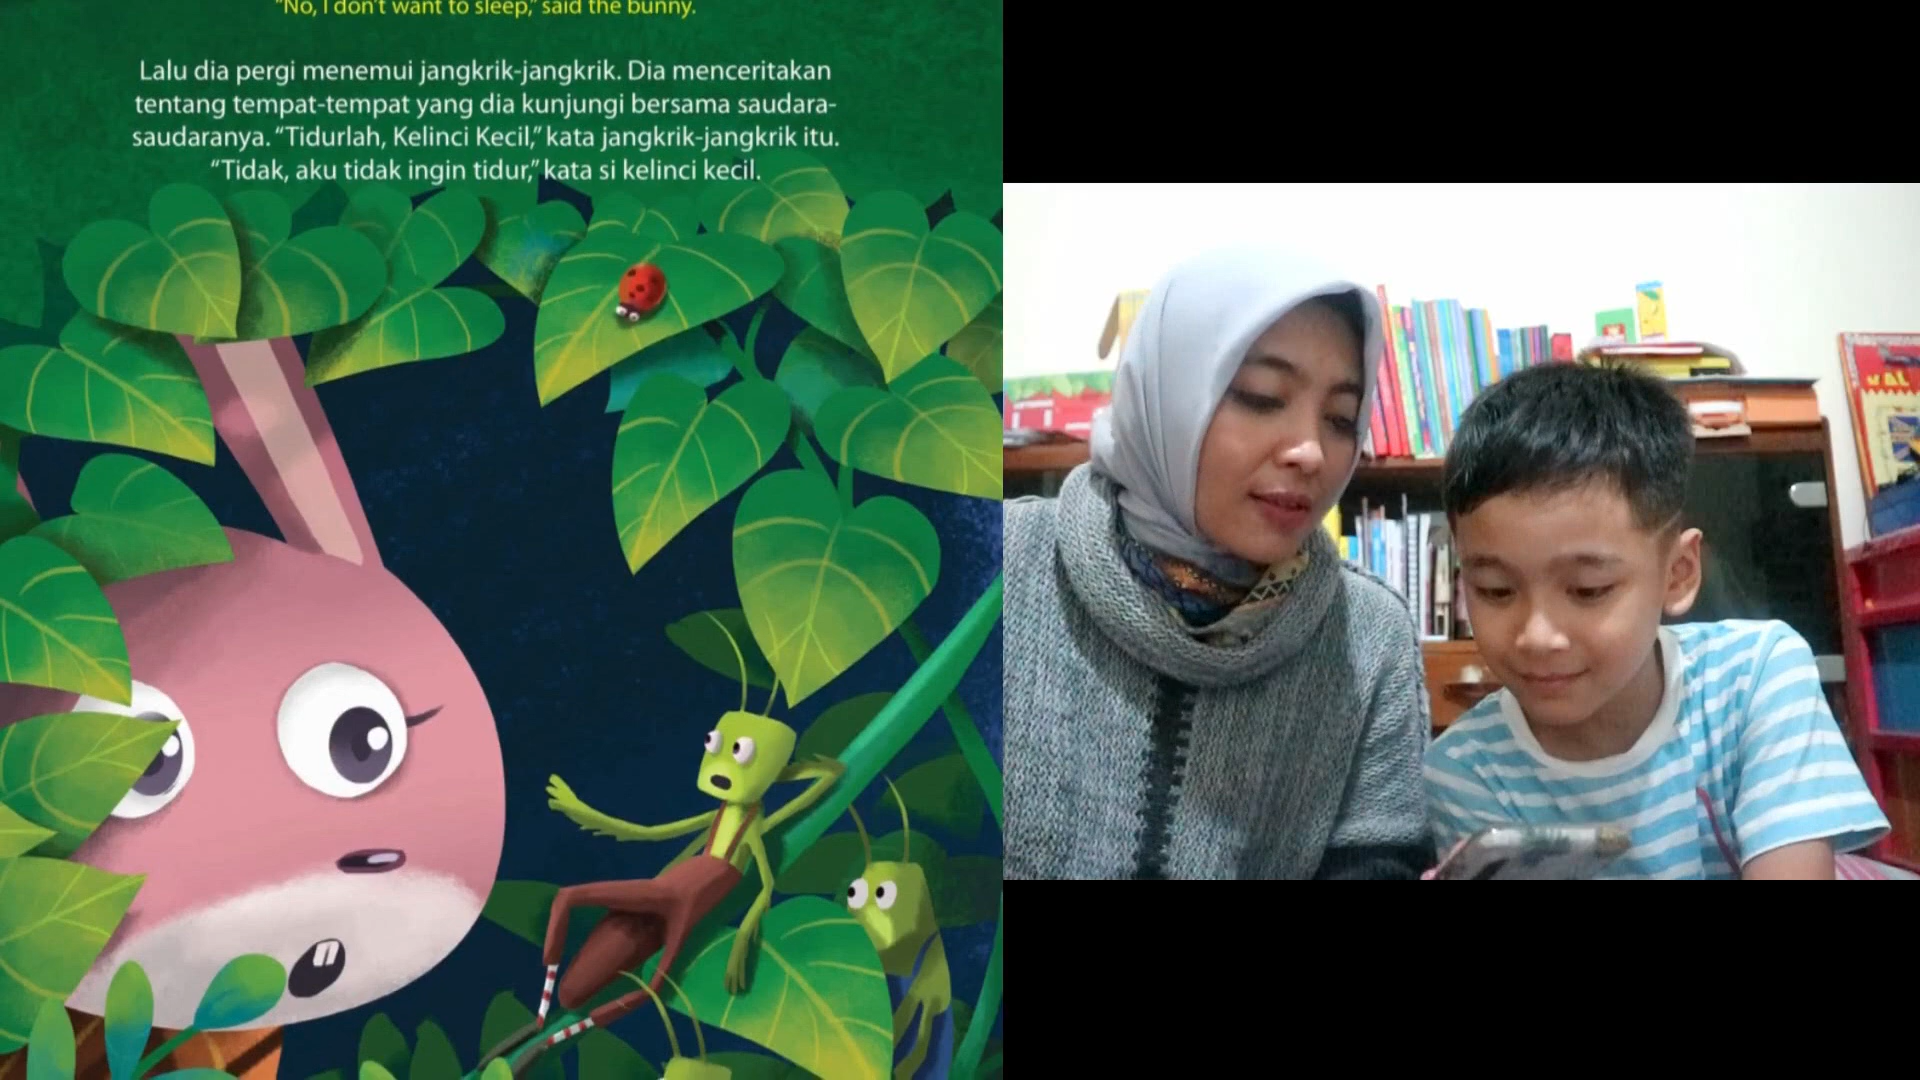 "No, I don't want to sleep," said the bunny.
Lalu dia pergi menemui jangkrik-jangkrik. Dia menceritakan
tentang tempat-tempat yang dia kunjungi bersama saudara-
saudaranya. “Tidurlah, Kelinci Kecil,” kata jangkrik-jangkrik itu.
“Tidak, aku tidak ingin tidur,” kata si kelinci kecil.